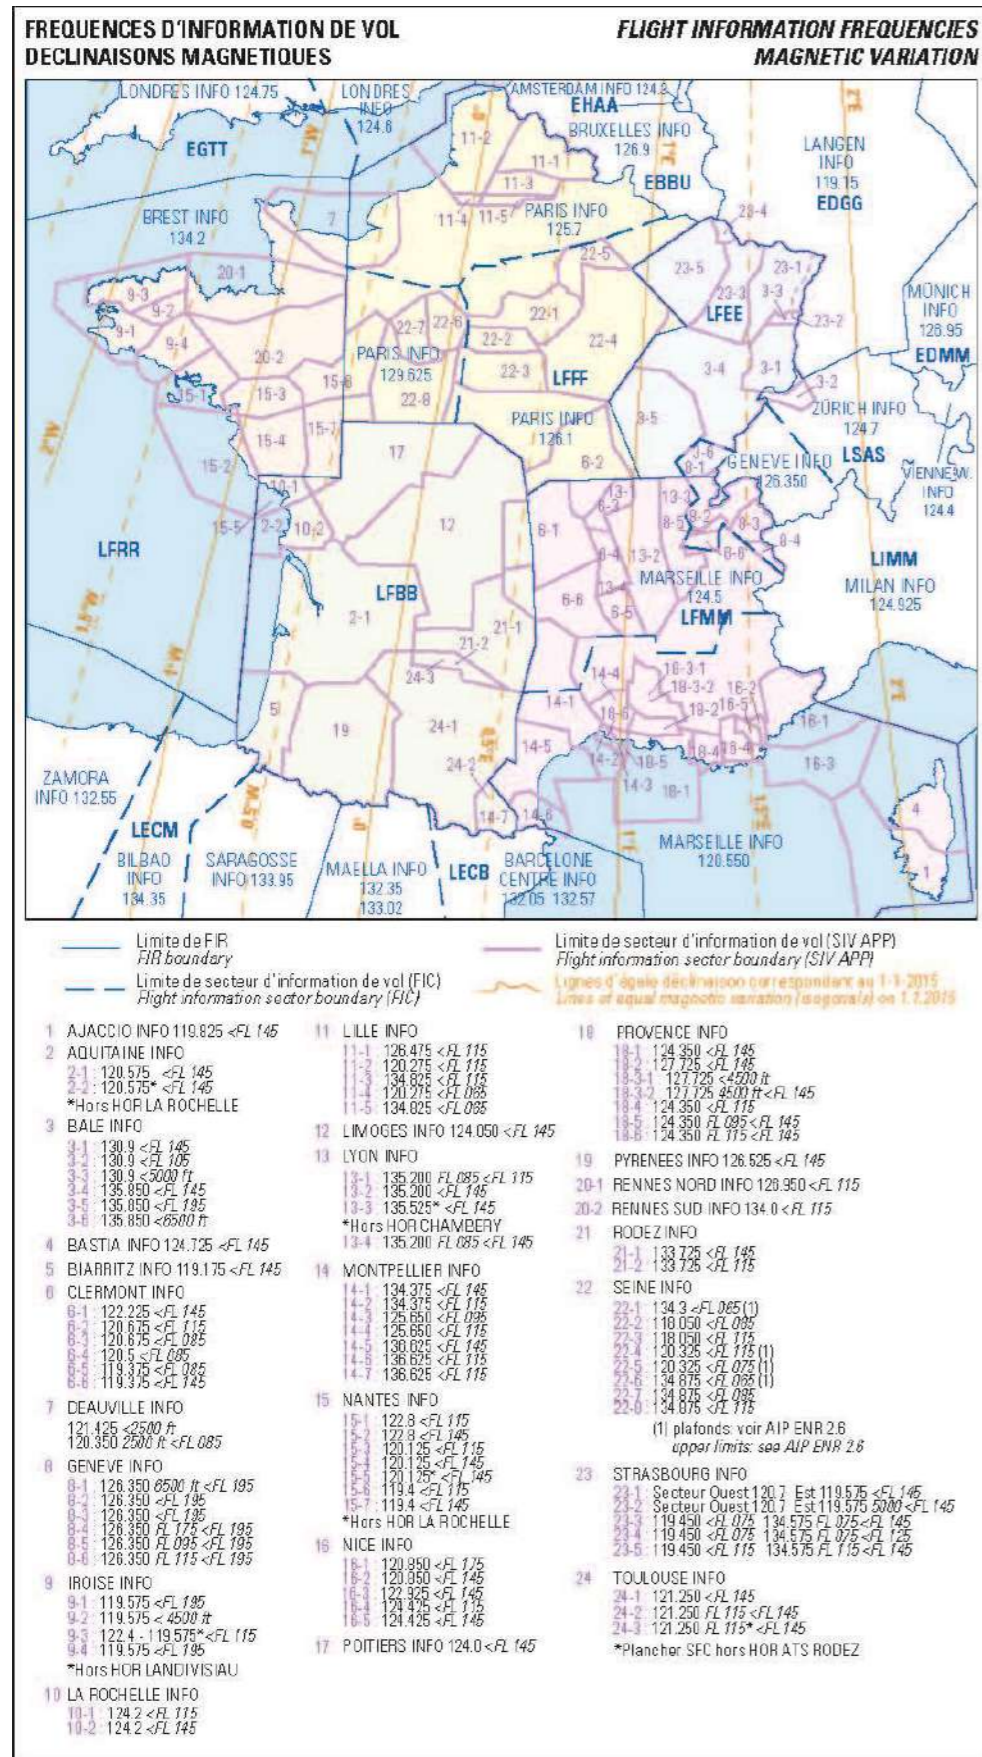 FREQUENCES D'INFORMATION DE VOL
DECLINAISONS MAGNETIQUES
FLIGHT INFORMATION FREQUENCIES
MAGNETIC VARIATION
LONDRES INFO 124.75
LONDRES
INFO
124.6
AMSTERDAM INFO 124.3
EHAA
BRUXELLES INFO
126.9
EBBU
EGTT
LANGEN
INFO
119.15
EDGG
BREST INFO
134.2
PARIS INFO
125.7
MÜNICH
INFO
126.95
EDMM
LFEE
PARIS INFO
129.625
LFFF
PARIS INFO
126.1
ZÜRICH INFO
124.7
LSAS
GENEVE INFO
126.350
VIENNE W.
INFO
124.4
LFRR
LFBB
MARSEILLE INFO
124.5
LFMM
LIMM
MILAN INFO
124.925
ZAMORA
INFO 132.55
LECM
BILBAO
INFO
134.35
SARAGOSSE
INFO 133.95
MAELLA INFO
132.35
133.02
LECB
BARCELONE
CENTRE INFO
132.05 132.57
MARSEILLE INFO
120.550
Limite de FIR
FIR boundary
Limite de secteur d'information de vol (FIC)
Flight information sector boundary (FIC)
Limite de secteur d'information de vol (SIV APP)
Flight information sector boundary (SIV APP)
Lignes d'égale déclinaison correspondant au 1-1-2015
Lines of equal magnetic variation (isogonals) on 1.1.2015
1 AJACCIO INFO 119.825 <FL 145
2 AQUITAINE INFO
2-1 : 120.575 <FL 145
2-2 : 120.575* <FL 145
*Hors HOR LA ROCHELLE
3 BALE INFO
3-1 : 130.9 <FL 145
3-2 : 130.9 <FL 105
3-3 : 130.9 <5000 ft
3-4 : 135.850 <FL 145
3-5 : 135.850 <FL 195
3-6 : 135.850 <6500 ft
4 BASTIA INFO 124.725 <FL 145
5 BIARRITZ INFO 119.175 <FL 145
6 CLERMONT INFO
6-1 : 122.225 <FL 145
6-2 : 120.675 <FL 115
6-3 : 120.675 <FL 085
6-4 : 120.5 <FL 085
6-5 : 119.375 <FL 085
6-6 : 119.375 <FL 145
7 DEAUVILLE INFO
121.425 <2500 ft
120.350 2500 ft <FL 085
8 GENEVE INFO
8-1 : 126.350 6500 ft <FL 195
8-2 : 126.350 <FL 195
8-3 : 126.350 <FL 195
8-4 : 126.350 FL 175 <FL 195
8-5 : 126.350 FL 095 <FL 195
8-6 : 126.350 FL 115 <FL 195
9 IROISE INFO
9-1 : 119.575 <FL 195
9-2 : 119.575 < 4500 ft
9-3 : 122.4 - 119.575* <FL 115
9-4 : 119.575 <FL 195
*Hors HOR LANDIVISIAU
10 LA ROCHELLE INFO
10-1 : 124.2 <FL 115
10-2 : 124.2 <FL 145
11 LILLE INFO
11-1 : 126.475 <FL 115
11-2 : 120.275 <FL 115
11-3 : 134.825 <FL 115
11-4 : 120.275 <FL 065
11-5 : 134.825 <FL 065
12 LIMOGES INFO 124.050 <FL 145
13 LYON INFO
13-1 : 135.200 FL 085 <FL 115
13-2 : 135.200 <FL 145
13-3 : 135.525* <FL 145
*Hors HOR CHAMBERY
13-4 : 135.200 FL 085 <FL 145
14 MONTPELLIER INFO
14-1 : 134.375 <FL 145
14-2 : 134.375 <FL 115
14-3 : 125.650 <FL 095
14-4 : 125.650 <FL 115
14-5 : 136.625 <FL 145
14-6 : 136.625 <FL 115
14-7 : 136.625 <FL 115
15 NANTES INFO
15-1 : 122.8 <FL 115
15-2 : 122.8 <FL 145
15-3 : 120.125 <FL 115
15-4 : 120.125 <FL 145
15-5 : 120.125* <FL 145
15-6 : 119.4 <FL 115
15-7 : 119.4 <FL 145
*Hors HOR LA ROCHELLE
16 NICE INFO
16-1 : 120.850 <FL 175
16-2 : 120.850 <FL 145
16-3 : 122.925 <FL 145
16-4 : 124.425 <FL 115
16-5 : 124.425 <FL 145
17 POITIERS INFO 124.0 <FL 145
18 PROVENCE INFO
18-1 : 124.350 <FL 145
18-2 : 127.725 <FL 145
18-3-1 : 127.725 <4500 ft
18-3-2 : 127.725 4500 ft <FL 145
18-4 : 124.350 <FL 115
18-5 : 124.350 FL 095 <FL 145
18-6 : 124.350 FL 115 <FL 145
19 PYRENEES INFO 126.525 <FL 145
20-1 RENNES NORD INFO 126.950 <FL 115
20-2 RENNES SUD INFO 134.0 <FL 115
21 RODEZ INFO
21-1 : 133.725 <FL 145
21-2 : 133.725 <FL 115
22 SEINE INFO
22-1 : 134.3 <FL 065 (1)
22-2 : 118.050 <FL 085
22-3 : 118.050 <FL 115
22-4 : 120.325 <FL 115 (1)
22-5 : 120.325 <FL 075 (1)
22-6 : 134.875 <FL 065 (1)
22-7 : 134.875 <FL 085
22-8 : 134.875 <FL 115
(1) plafonds: voir AIP ENR 2.6
upper limits: see AIP ENR 2.6
23 STRASBOURG INFO
23-1 : Secteur Ouest 120.7 Est 119.575 <FL 145
23-2 : Secteur Ouest 120.7 Est 119.575 5000 <FL 145
23-3 : 119.450 <FL 075 134.575 FL 075 <FL 145
23-4 : 119.450 <FL 075 134.575 FL 075 <FL 125
23-5 : 119.450 <FL 115 134.575 FL 115 <FL 145
24 TOULOUSE INFO
24-1 : 121.250 <FL 145
24-2 : 121.250 FL 115 <FL 145
24-3 : 121.250 FL 115* <FL 145
*Plancher SFC hors HOR ATS RODEZ